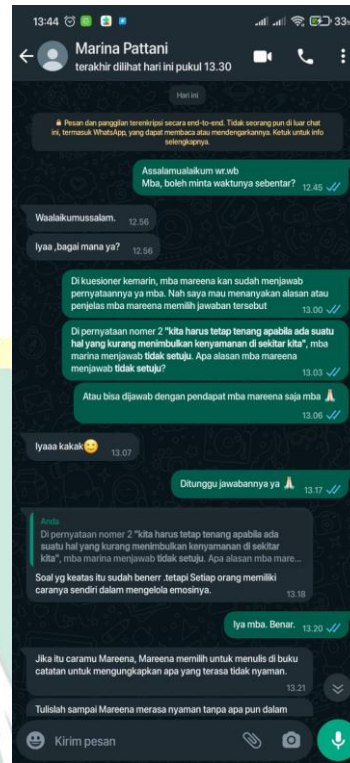 13:44
33%
Marina Pattani
terakhir dilihat hari ini pukul 13.30
Hari ini
Pesan dan panggilan terenkripsi secara end-to-end. Tidak seorang pun di luar chat
ini, termasuk WhatsApp, yang dapat membaca atau mendengarkannya. Ketuk untuk info
selengkapnya.
Assalamualaikum wr.wb
Mba, boleh minta waktunya sebentar? 12.45
Waalaikumussalam. 12.56
Iyaa ,bagai mana ya? 12.56
Di kuesioner kemarin, mba mareena kan sudah menjawab
pernyataannya ya mba. Nah saya mau menanyakan alasan atau
penjelas mba mareena memilih jawaban tersebut 13.00
Di pernyataan nomer 2 "kita harus tetap tenang apabila ada suatu
hal yang kurang menimbulkan kenyamanan di sekitar kita", mba
marina menjawab tidak setuju. Apa alasan mba mareena
menjawab tidak setuju? 13.03
Atau bisa dijawab dengan pendapat mba mareena saja mba 🙏🏻
13.06
Iyaaa kakak🙂 13.07
Ditunggu jawabannya ya 🙏🏻 13.17
Anda
Di pernyataan nomer 2 "kita harus tetap tenang apabila ada
suatu hal yang kurang menimbulkan kenyamanan di sekitar
kita", mba marina menjawab tidak setuju. Apa alasan mba mare...
Soal yg keatas itu sudah benerr .tetapi Setiap orang memiliki
caranya sendiri dalam mengelola emosinya. 13.18
Iya mba. Benar. 13.20
Jika itu caramu Mareena, Mareena memilih untuk menulis di buku
catatan untuk mengungkapkan apa yang terasa tidak nyaman.
13.21
Tulislah sampai Mareena merasa nyaman tanpa apa pun dalam
Kirim pesan